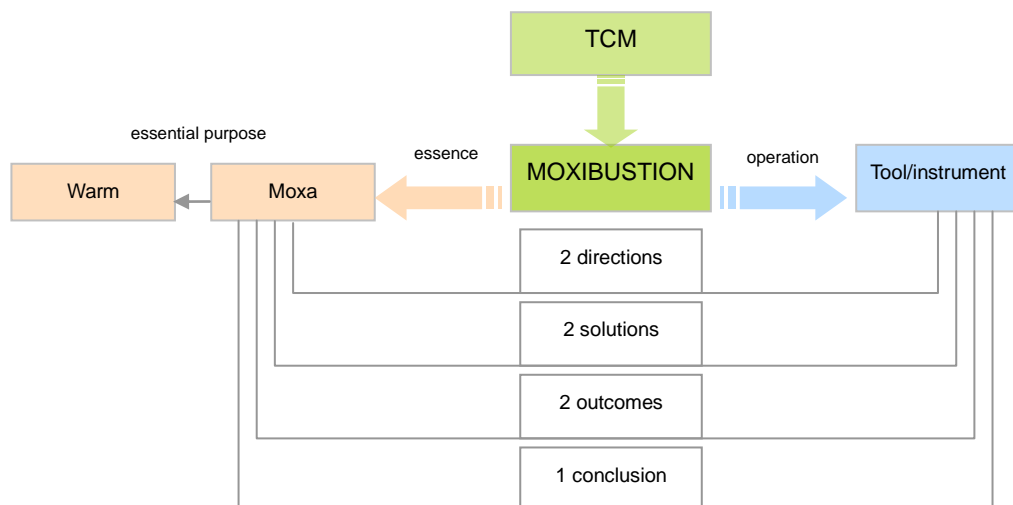 TCM
essential purpose
essence
operation
Warm
Moxa
MOXIBUSTION
Tool/instrument
2 directions
2 solutions
2 outcomes
1 conclusion